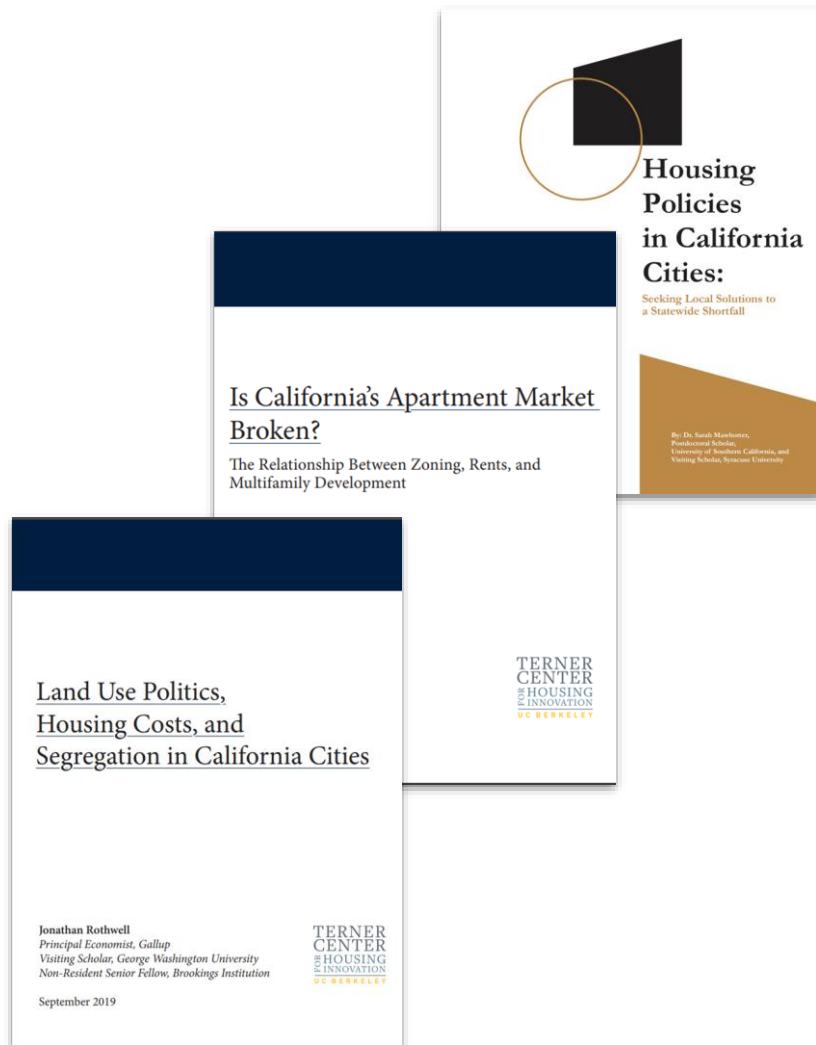 Housing
Policies
in California
Cities:
Seeking Local Solutions to
a Statewide Shortfall
By: Dr. Sarah Mawhorter,
Postdoctoral Scholar,
University of Southern California, and
Visiting Scholar, Syracuse University
Is California's Apartment Market
Broken?
The Relationship Between Zoning, Rents, and
Multifamily Development
TERNER
CENTER
FOR HOUSING
INNOVATION
UC BERKELEY
Land Use Politics,
Housing Costs, and
Segregation in California Cities
Jonathan Rothwell
Principal Economist, Gallup
Visiting Scholar, George Washington University
Non-Resident Senior Fellow, Brookings Institution
September 2019
TERNER
CENTER
FOR HOUSING
INNOVATION
UC BERKELEY